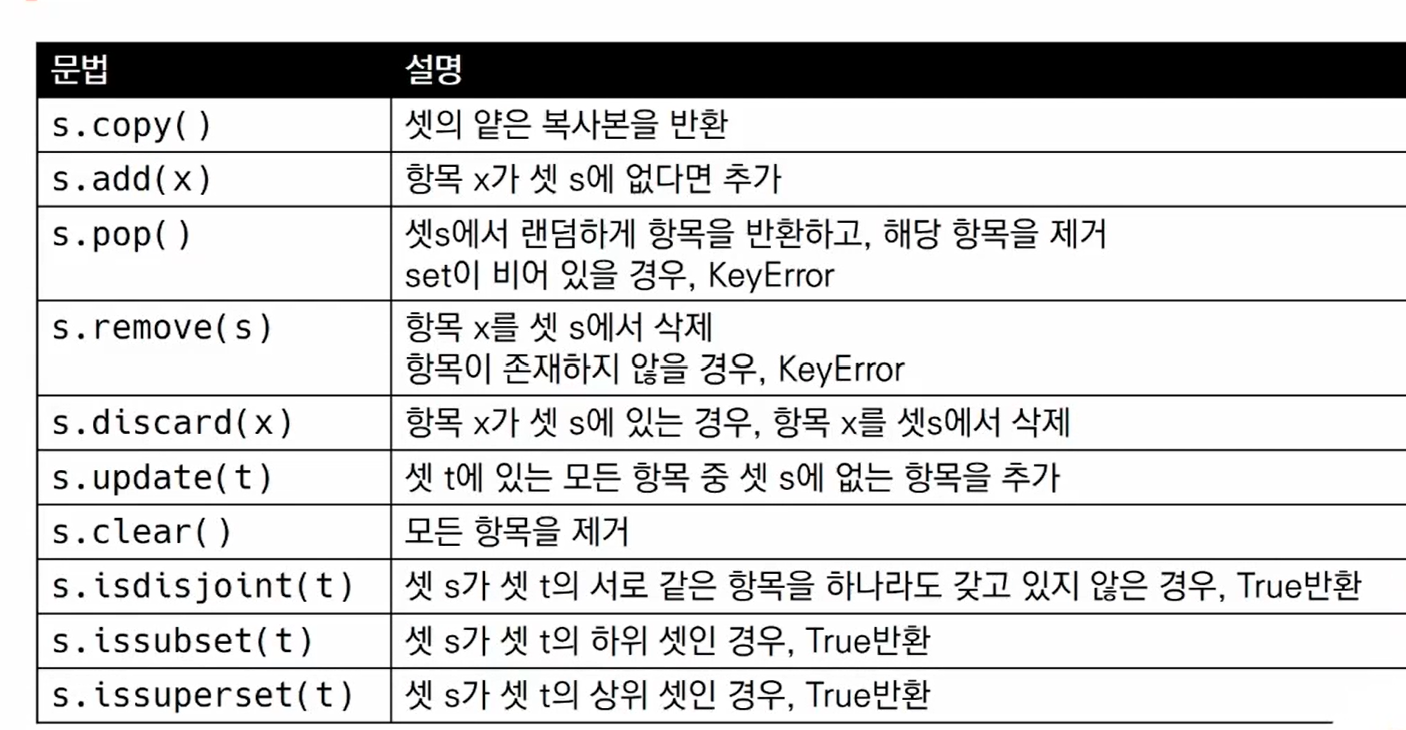 문법 설명
s.copy() 셋의 얕은 복사본을 반환
s.add(x) 항목 x가 셋 s에 없다면 추가
s.pop() 셋s에서 랜덤하게 항목을 반환하고, 해당 항목을 제거
set이 비어 있을 경우, KeyError
s.remove(s) 항목 x를 셋 s에서 삭제
항목이 존재하지 않을 경우, KeyError
s.discard(x) 항목 x가 셋 s에 있는 경우, 항목 x를 셋s에서 삭제
s.update(t) 셋 t에 있는 모든 항목 중 셋 s에 없는 항목을 추가
s.clear() 모든 항목을 제거
s.isdisjoint(t) 셋 s가 셋 t의 서로 같은 항목을 하나라도 갖고 있지 않은 경우, True반환
s.issubset(t) 셋 s가 셋 t의 하위 셋인 경우, True반환
s.issuperset(t) 셋 s가 셋 t의 상위 셋인 경우, True반환